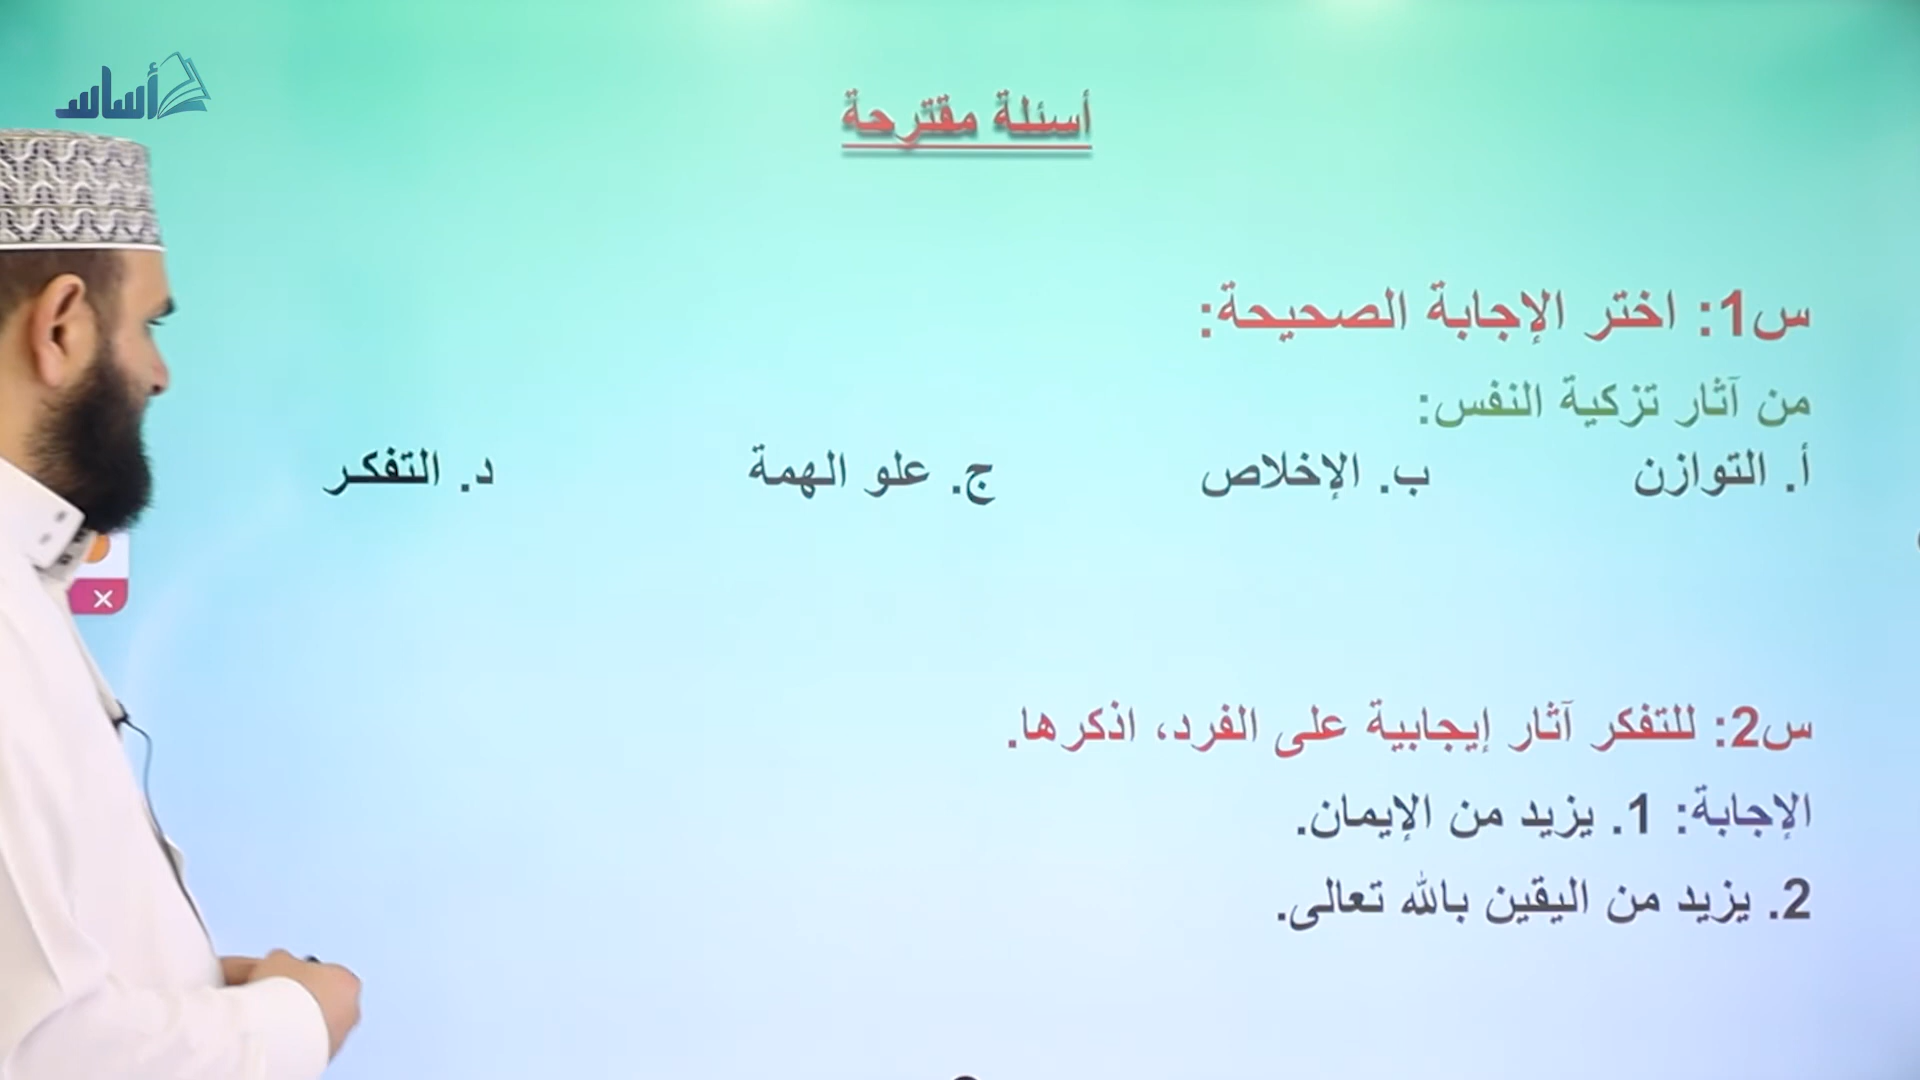 أساس
أسئلة مقترحة
س1: اختر الإجابة الصحيحة:
من آثار تزكية النفس:
أ. التوازن ب. الإخلاص ج. علو الهمة د. التفكر
س2: للتفكر آثار إيجابية على الفرد، اذكرها.
الإجابة: 1. يزيد من الإيمان.
2. يزيد من اليقين بالله تعالى.